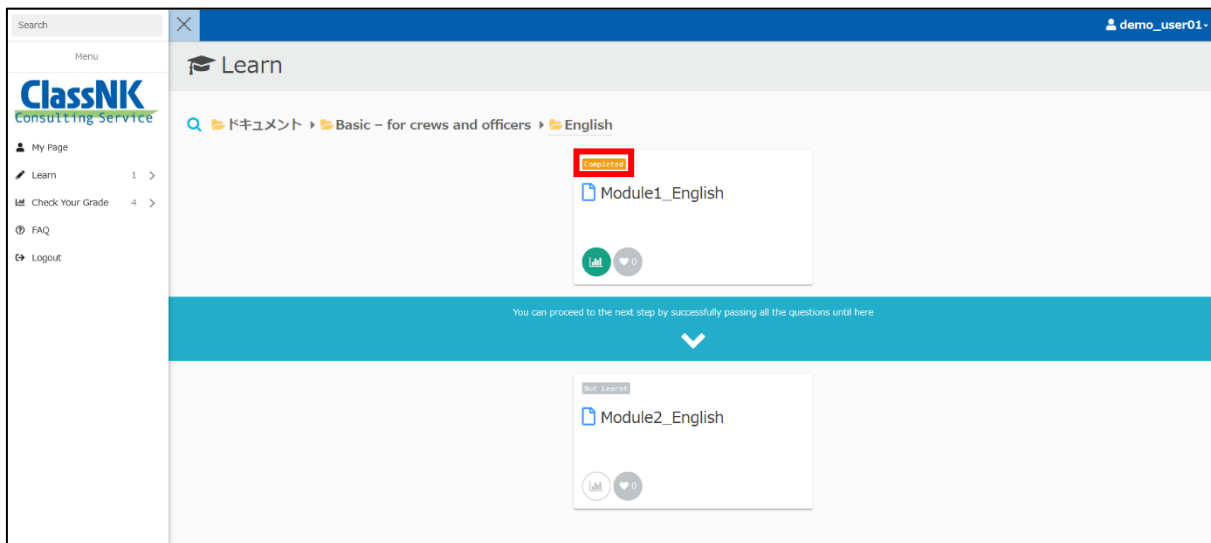 Search
demo_user01
Menu
Learn
ClassNK
Consulting Service
ドキュメント Basic – for crews and officers English
My Page
Learn 1
Check Your Grade 4
FAQ
Logout
Completed
Module1_English
0
You can proceed to the next step by successfully passing all the questions until here
Not Learnt
Module2_English
0